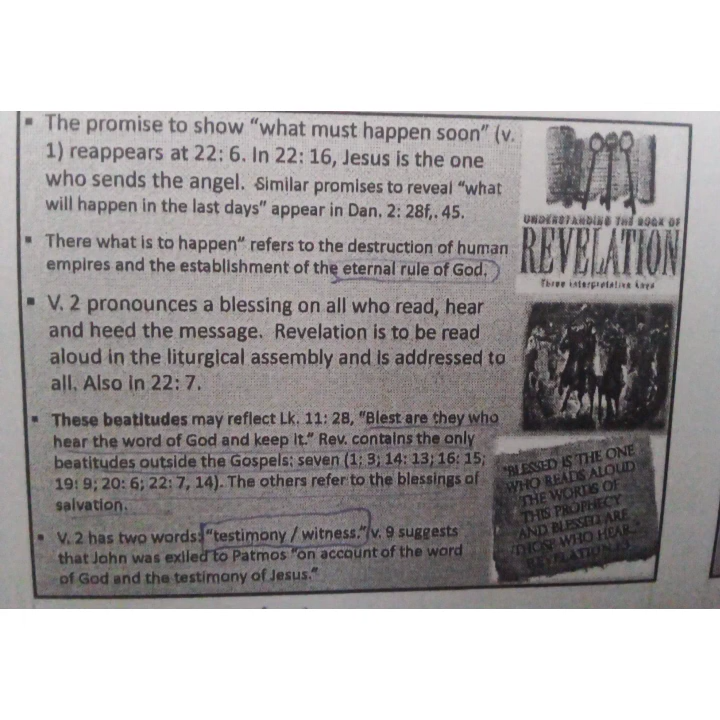 ▪ The promise to show "what must happen soon" (v.
1) reappears at 22: 6. In 22: 16, Jesus is the one
who sends the angel. Similar promises to reveal "what
will happen in the last days" appear in Dan. 2: 28f,. 45.
▪ There what is to happen" refers to the destruction of human
empires and the establishment of the eternal rule of God.
▪ V. 2 pronounces a blessing on all who read, hear
and heed the message. Revelation is to be read
aloud in the liturgical assembly and is addressed to
all. Also in 22: 7.
▪ These beatitudes may reflect Lk. 11: 28, "Blest are they who
hear the word of God and keep it." Rev. contains the only
beatitudes outside the Gospels: seven (1: 3; 14: 13; 16: 15;
19: 9; 20: 6; 22: 7, 14). The others refer to the blessings of
salvation.
▪ V. 2 has two words: "testimony / witness." v. 9 suggests
that John was exiled to Patmos "on account of the word
of God and the testimony of Jesus."
UNDERSTANDING THE BOOK OF
REVELATION
Three interpretative keys
"BLESSED IS THE ONE
WHO READS ALOUD
THE WORDS OF
THIS PROPHECY
AND BLESSED ARE
THOSE WHO HEAR...
REVELATION 1:3